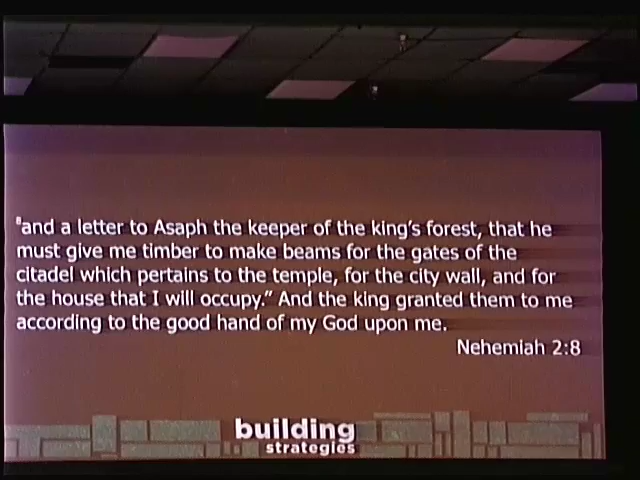 ⁸and a letter to Asaph the keeper of the king's forest, that he
must give me timber to make beams for the gates of the
citadel which pertains to the temple, for the city wall, and for
the house that I will occupy." And the king granted them to me
according to the good hand of my God upon me.
Nehemiah 2:8
building
strategies